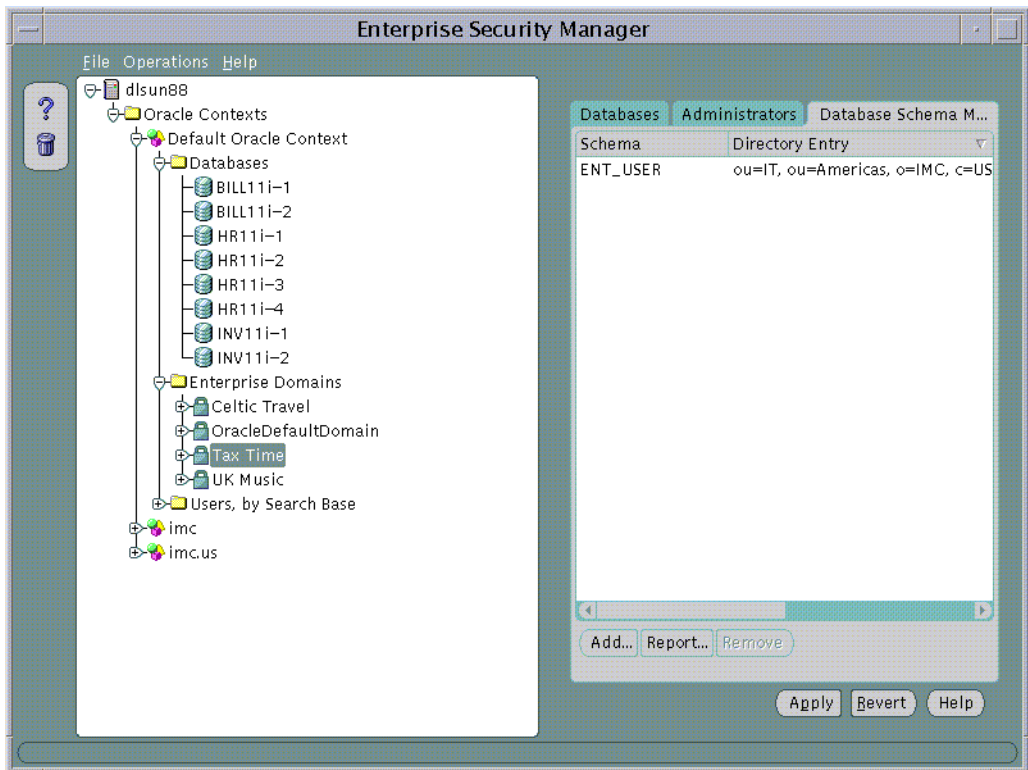 Enterprise Security Manager
File Operations Help
dlsun88
Oracle Contexts
Default Oracle Context
Databases
BILL11i-1
BILL11i-2
HR11i-1
HR11i-2
HR11i-3
HR11i-4
INV11i-1
INV11i-2
Enterprise Domains
Celtic Travel
OracleDefaultDomain
Tax Time
UK Music
Users, by Search Base
imc
imc.us
?
Databases Administrators Database Schema M...
Schema Directory Entry
ENT_USER ou=IT, ou=Americas, o=IMC, c=US
Add... Report... Remove
Apply Revert Help